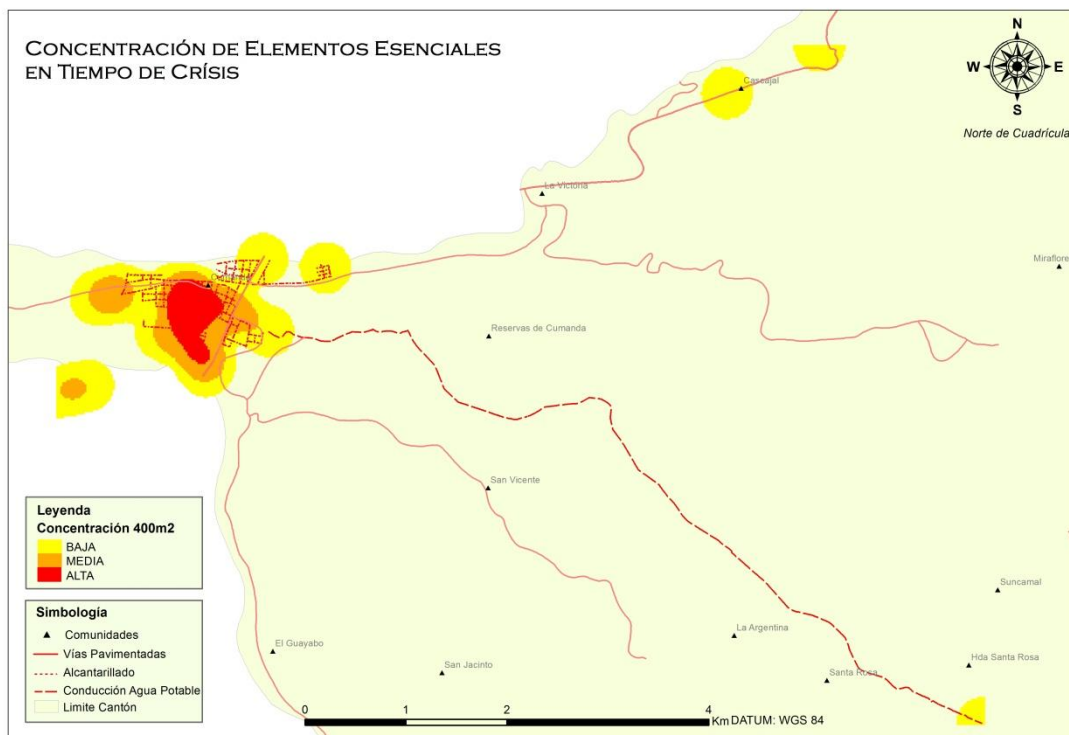 CONCENTRACIÓN DE ELEMENTOS ESENCIALES
EN TIEMPO DE CRÍSIS
N
W
E
S
Norte de Cuadrícula
Cascajal
La Victoria
Miraflore
Reservas de Cumanda
San Vicente
Suncamal
La Argentina
Hda Santa Rosa
El Guayabo
San Jacinto
Santa Rosa
Leyenda
Concentración 400m2
BAJA
MEDIA
ALTA
Simbología
Comunidades
Vías Pavimentadas
Alcantarillado
Conducción Agua Potable
Limite Cantón
0 1 2 4
Km DATUM: WGS 84